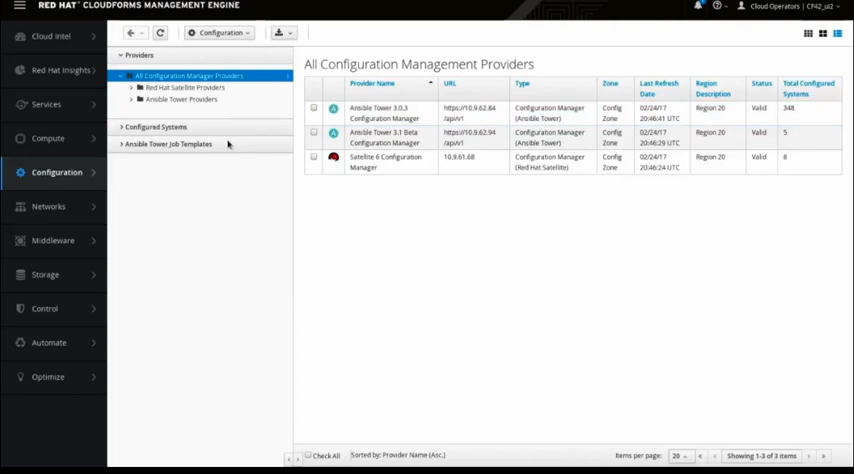 RED HAT® CLOUDFORMS MANAGEMENT ENGINE
Cloud Operators | CF42_ui2
Cloud Intel
Red Hat Insights
Services
Compute
Configuration
Networks
Middleware
Storage
Control
Automate
Optimize
Configuration
Providers
All Configuration Manager Providers
Red Hat Satellite Providers
Ansible Tower Providers
Configured Systems
Ansible Tower Job Templates
All Configuration Management Providers
Provider Name URL Type Zone Last Refresh Date Region Description Status Total Configured Systems
Ansible Tower 3.0.3 Configuration Manager https://10.9.62.84/api/v1 Configuration Manager (Ansible Tower) Config Zone 02/24/17 20:46:41 UTC Region 20 Valid 348
Ansible Tower 3.1 Beta Configuration Manager https://10.9.62.94/api/v1 Configuration Manager (Ansible Tower) Config Zone 02/24/17 20:46:29 UTC Region 20 Valid 5
Satellite 6 Configuration Manager 10.9.61.68 Configuration Manager (Red Hat Satellite) Config Zone 02/24/17 20:46:24 UTC Region 20 Valid 8
Check All Sorted by: Provider Name (Asc.) Items per page: 20 « ‹ Showing 1-3 of 3 items › »